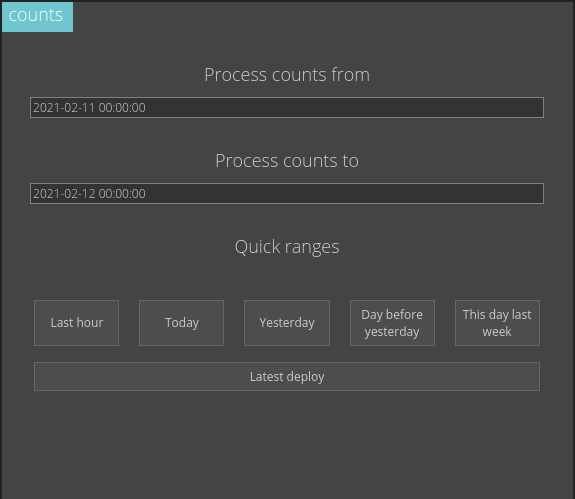 counts
Process counts from
2021-02-11 00:00:00
Process counts to
2021-02-12 00:00:00
Quick ranges
Last hour
Today
Yesterday
Day before
yesterday
This day last
week
Latest deploy